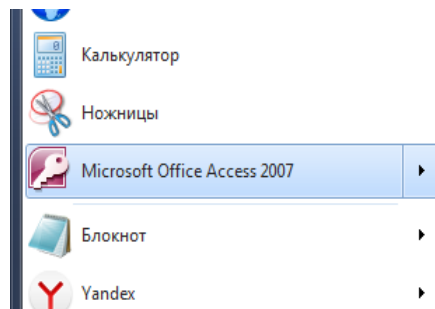 Калькулятор
Ножницы
Microsoft Office Access 2007
Блокнот
Yandex